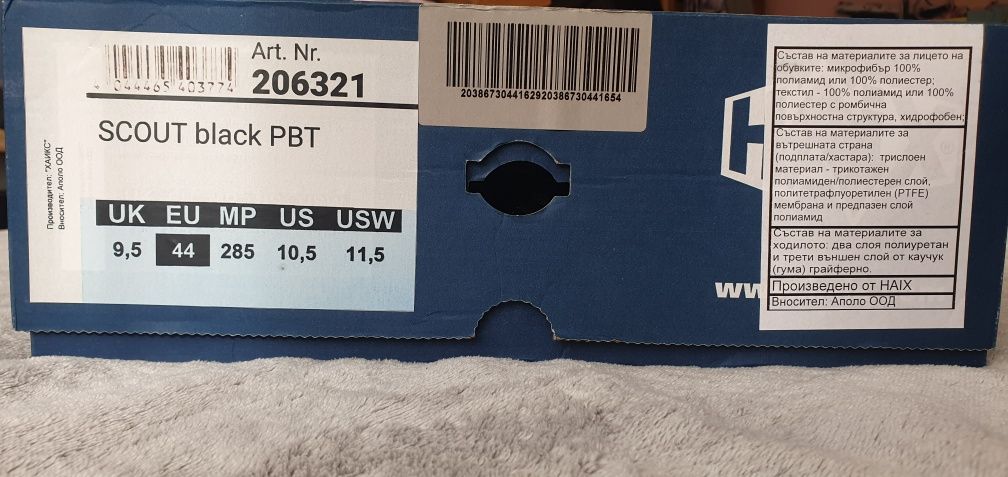 Art. Nr.
206321
4 044465 403774
SCOUT black PBT
UK EU MP US USW
9,5 44 285 10,5 11,5
Производител: "ХАИКС"
Вносител: Аполо ООД
2038673044162920386730441654
H
®
ww
Състав на материалите за лицето на
обувките: микрофибър 100%
полиамид или 100% полиестер;
текстил - 100% полиамид или 100%
полиестер с ромбична
повърхностна структура, хидрофобен;
Състав на материалите за
вътрешната страна
(подплата/хастара): трислоен
материал - трикотажен
полиамиден/полиестерен слой,
политетрафлуоретилен (PTFE)
мембрана и предпазен слой
полиамид
Състав на материалите за
ходилото: два слоя полиуретан
и трети външен слой от каучук
(гума) грайферно.
Произведено от HAIX
Вносител: Аполо ООД